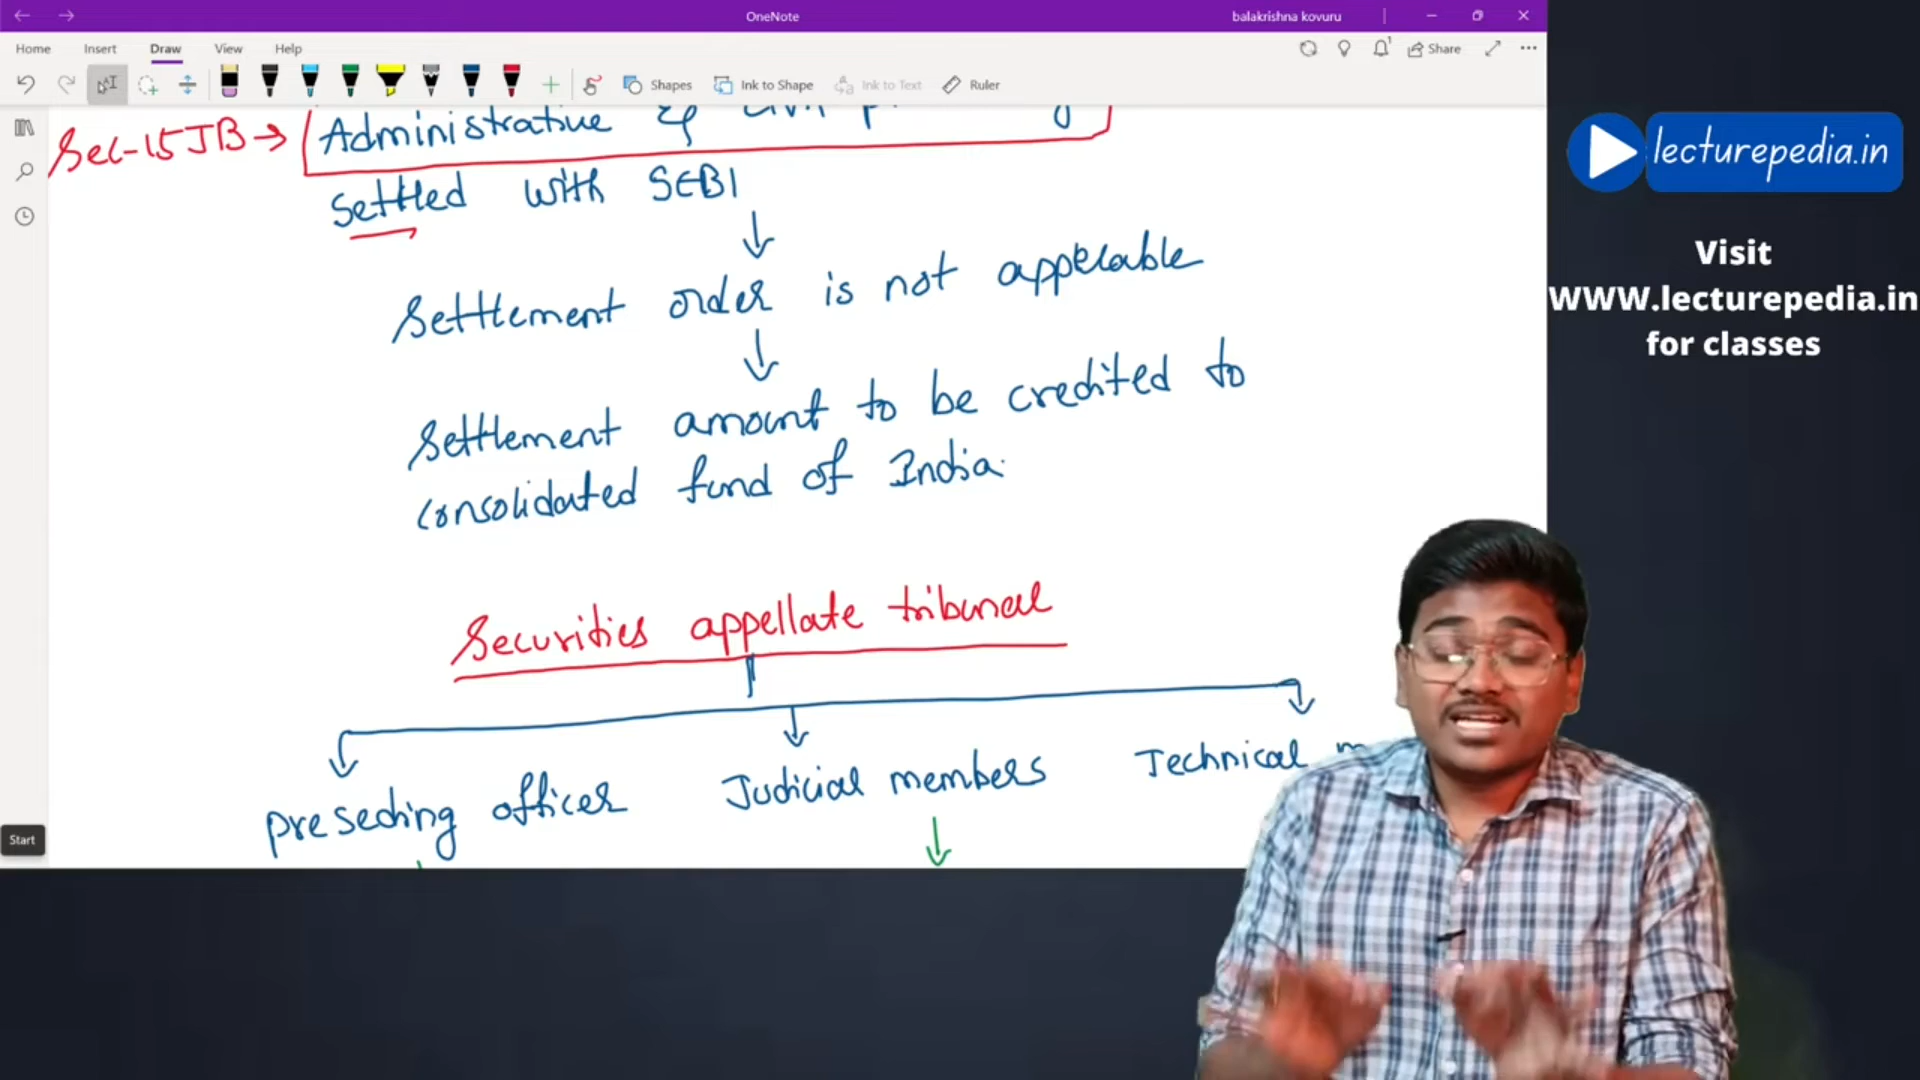 OneNote
balakrishna kovuru
Home Insert Draw View Help
Share
Shapes Ink to Shape Ink to Text Ruler
Sec-15JB → Administrative &
settled with SEBI
Settlement order is not appelable
Settlement amount to be credited to
consolidated fund of India.
Securities appellate tribunal
preseding officer Judicial members Technical
Start
lecturepedia.in
Visit
WWW.lecturepedia.in
for classes